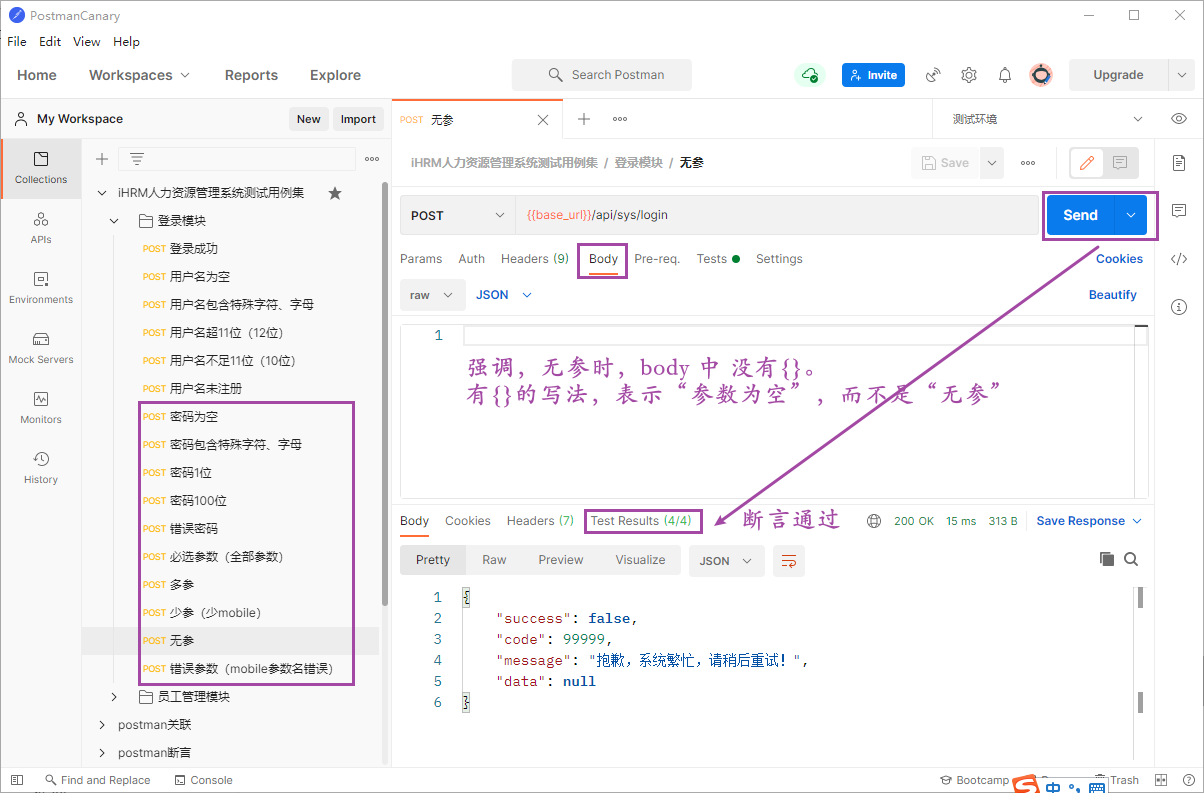 PostmanCanary
File Edit View Help
Home Workspaces Reports Explore Search Postman Invite Upgrade
My Workspace New Import
POST 无参 测试环境
Collections
APIs
Environments
Mock Servers
Monitors
History
iHRM人力资源管理系统测试用例集
登录模块
POST 登录成功
POST 用户名为空
POST 用户名包含特殊字符、字母
POST 用户名超11位（12位）
POST 用户名不足11位（10位）
POST 用户名未注册
POST 密码为空
POST 密码包含特殊字符、字母
POST 密码1位
POST 密码100位
POST 错误密码
POST 必选参数（全部参数）
POST 多参
POST 少参（少mobile）
POST 无参
POST 错误参数（mobile参数名错误）
员工管理模块
postman关联
postman断言
iHRM人力资源管理系统测试用例集 / 登录模块 / 无参 Save
POST {{base_url}}/api/sys/login Send
Params Auth Headers (9) Body Pre-req. Tests Settings Cookies
raw JSON Beautify
1
强调，无参时，body 中 没有{}。
有{}的写法，表示“参数为空”，而不是“无参”
Body Cookies Headers (7) Test Results (4/4) 断言通过 200 OK 15 ms 313 B Save Response
Pretty Raw Preview Visualize JSON
1 {
2 "success": false,
3 "code": 99999,
4 "message": "抱歉，系统繁忙，请稍后重试！",
5 "data": null
6 }
Find and Replace Console Bootcamp Trash
中